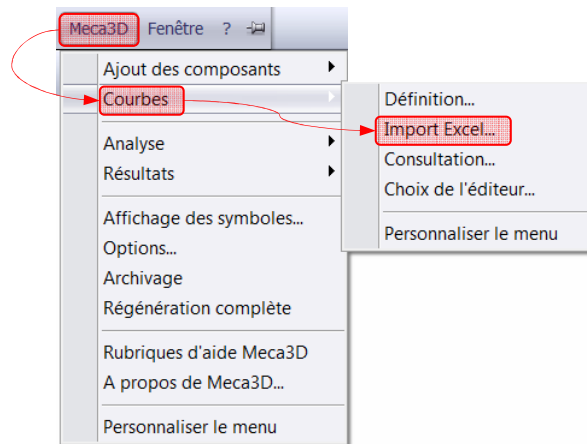 Meca3D Fenêtre ?
Ajout des composants
Courbes
Analyse
Résultats
Affichage des symboles...
Options...
Archivage
Régénération complète
Rubriques d'aide Meca3D
A propos de Meca3D...
Personnaliser le menu
Définition...
Import Excel...
Consultation...
Choix de l'éditeur...
Personnaliser le menu